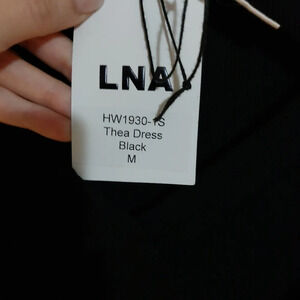 LNA
HW1930-1S
Thea Dress
Black
M